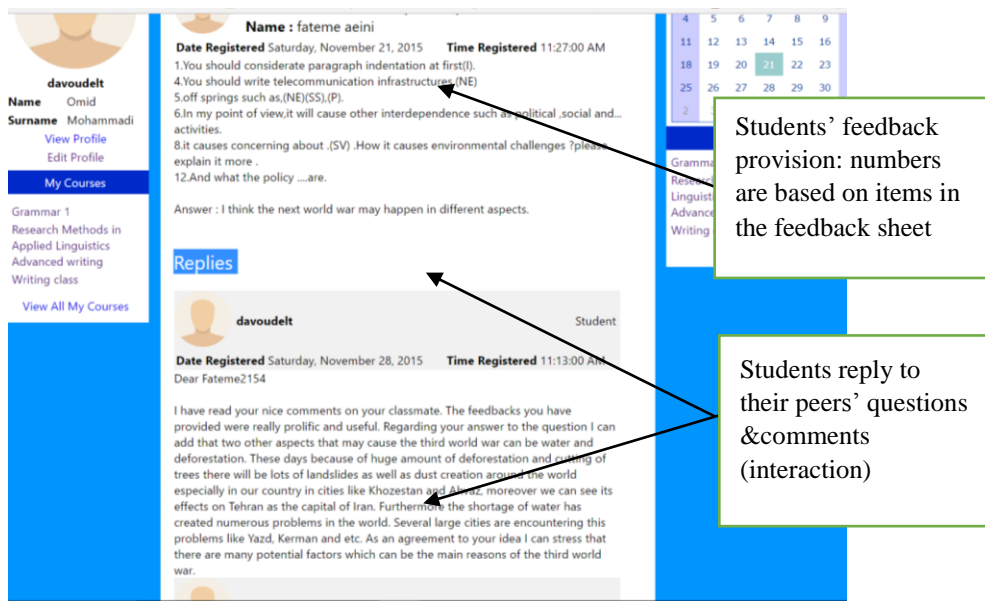 davoudelt
Name Omid
Surname Mohammadi
View Profile
Edit Profile
My Courses
Grammar 1
Research Methods in
Applied Linguistics
Advanced writing
Writing class
View All My Courses
Name : fateme aeini
Date Registered Saturday, November 21, 2015 Time Registered 11:27:00 AM
1.You should considerate paragraph indentation at first(I).
4.You should write telecommunication infrastructures,(NE)
5.off springs such as,(NE)(SS),(P).
6.In my point of view,it will cause other interdependence such as political ,social and...
activities.
8.it causes concerning about .(SV) .How it causes environmental challenges ?please
explain it more .
12.And what the policy ....are.
Answer : I think the next world war may happen in different aspects.
Replies
davoudelt Student
Date Registered Saturday, November 28, 2015 Time Registered 11:13:00 AM
Dear Fateme2154
I have read your nice comments on your classmate. The feedbacks you have
provided were really prolific and useful. Regarding your answer to the question I can
add that two other aspects that may cause the third world war can be water and
deforestation. These days because of huge amount of deforestation and cutting of
trees there will be lots of landslides as well as dust creation around the world
especially in our country in cities like Khozestan and Ahvaz, moreover we can see its
effects on Tehran as the capital of Iran. Furthermore the shortage of water has
created numerous problems in the world. Several large cities are encountering this
problems like Yazd, Kerman and etc. As an agreement to your idea I can stress that
there are many potential factors which can be the main reasons of the third world
war.
4 5 6 7 8 9
11 12 13 14 15 16
18 19 20 21 22 23
25 26 27 28 29 30
2
Writing
Students’ feedback
provision: numbers
are based on items in
the feedback sheet
Students reply to
their peers’ questions
&comments
(interaction)